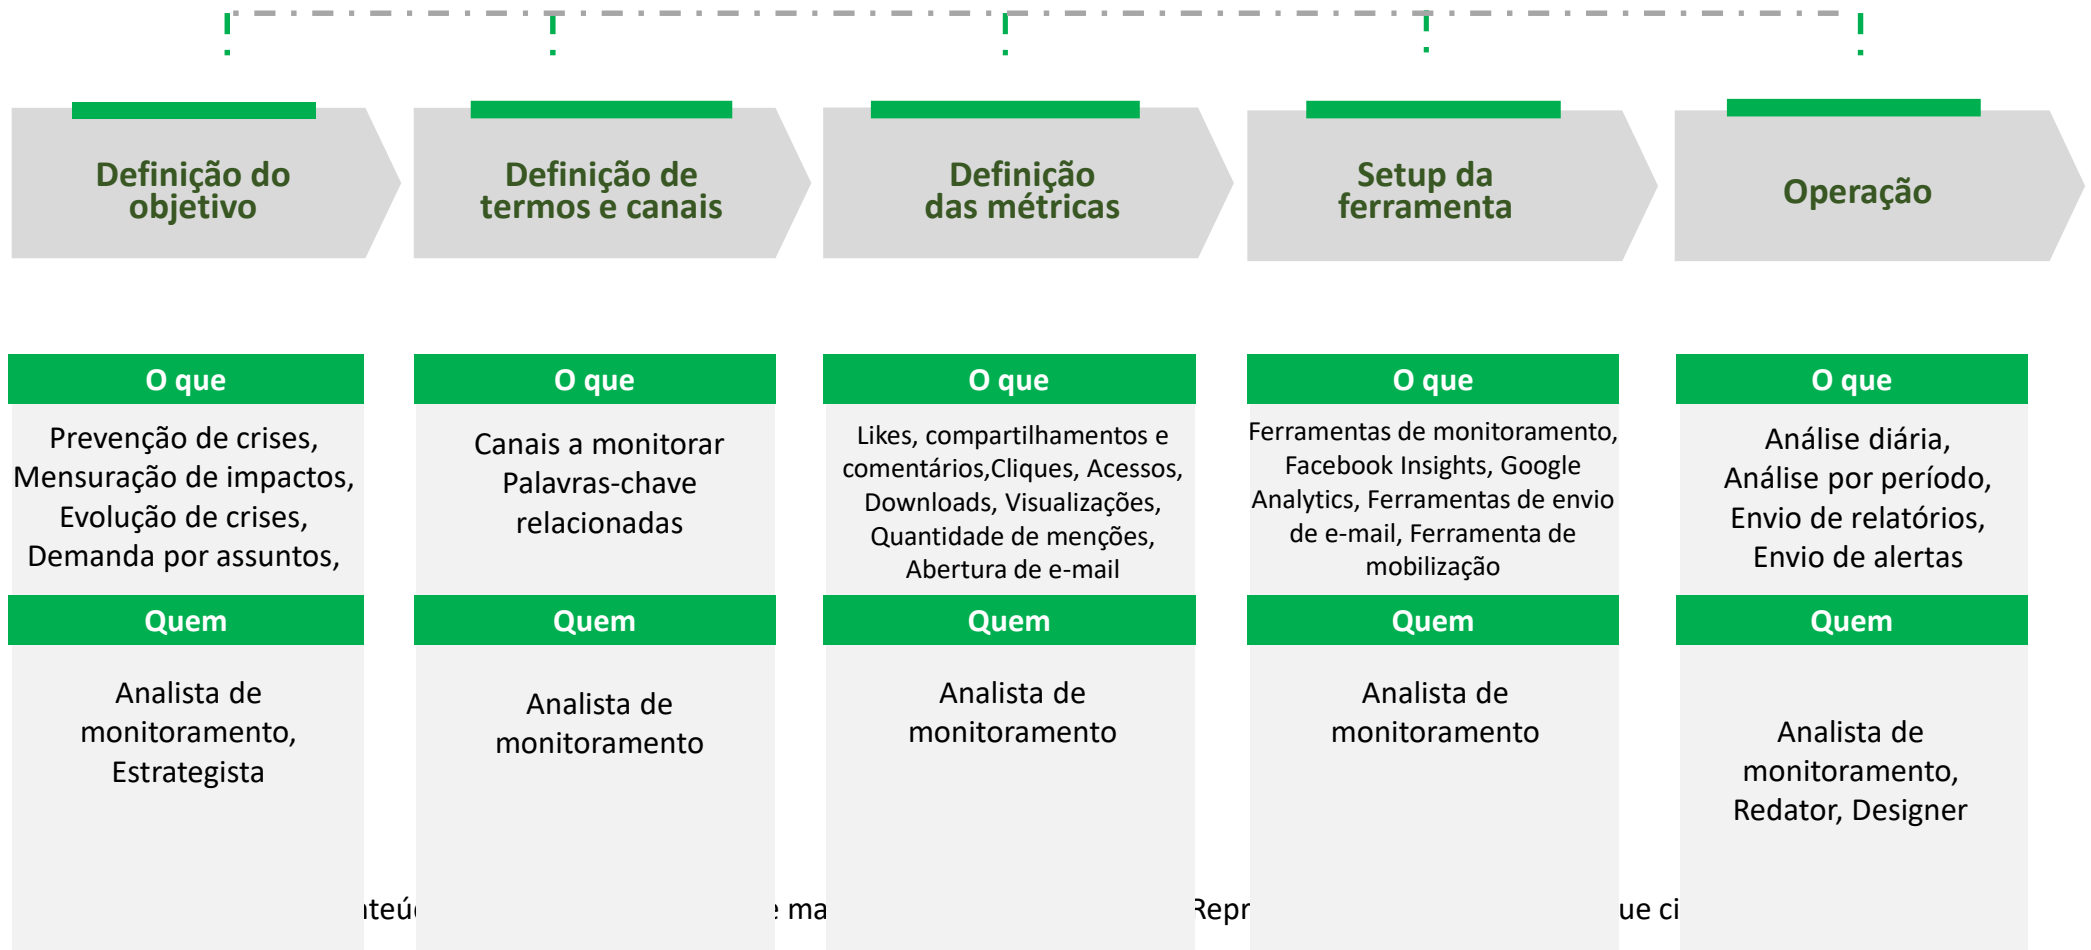 Definição do
objetivo
Definição de
termos e canais
Definição
das métricas
Setup da
ferramenta
Operação
O que
Prevenção de crises,
Mensuração de impactos,
Evolução de crises,
Demanda por assuntos,
Quem
Analista de
monitoramento,
Estrategista
O que
Canais a monitorar
Palavras-chave
relacionadas
Quem
Analista de
monitoramento
O que
Likes, compartilhamentos e
comentários,Cliques, Acessos,
Downloads, Visualizações,
Quantidade de menções,
Abertura de e-mail
Quem
Analista de
monitoramento
O que
Ferramentas de monitoramento,
Facebook Insights, Google
Analytics, Ferramentas de envio
de e-mail, Ferramenta de
mobilização
Quem
Analista de
monitoramento
O que
Análise diária,
Análise por período,
Envio de relatórios,
Envio de alertas
Quem
Analista de
monitoramento,
Redator, Designer